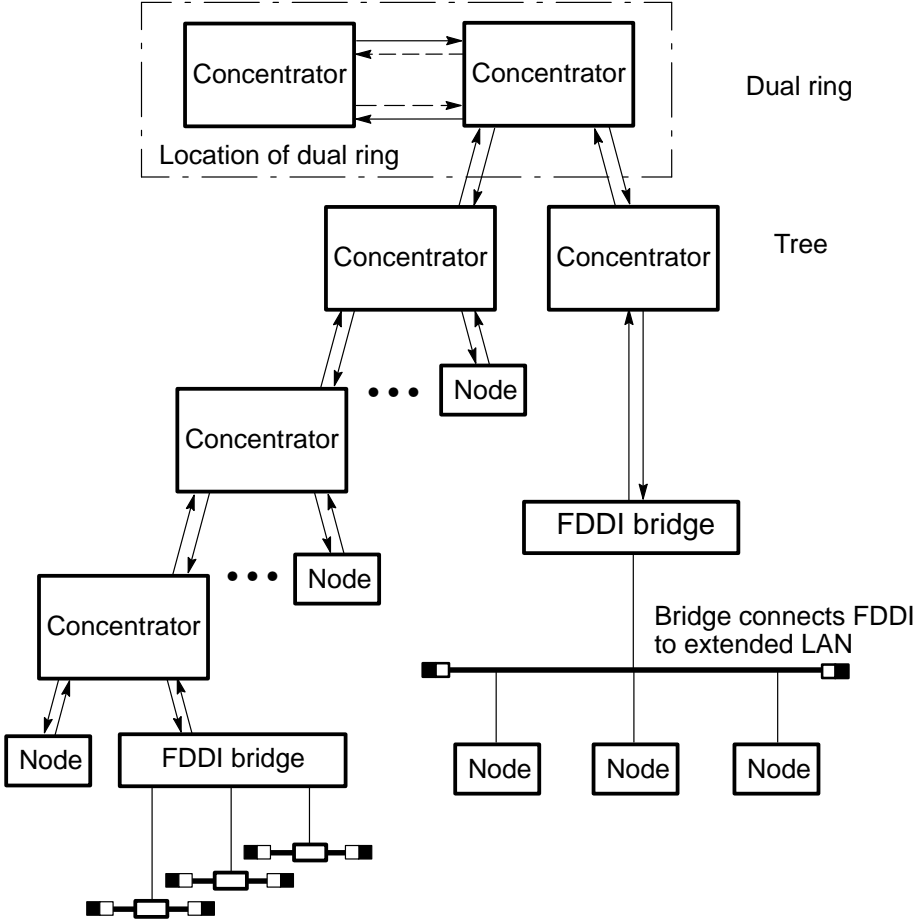 Concentrator
Concentrator
Dual ring
Location of dual ring
Concentrator
Concentrator
Tree
Node
Concentrator
FDDI bridge
Node
Concentrator
Bridge connects FDDI
to extended LAN
Node
FDDI bridge
Node
Node
Node